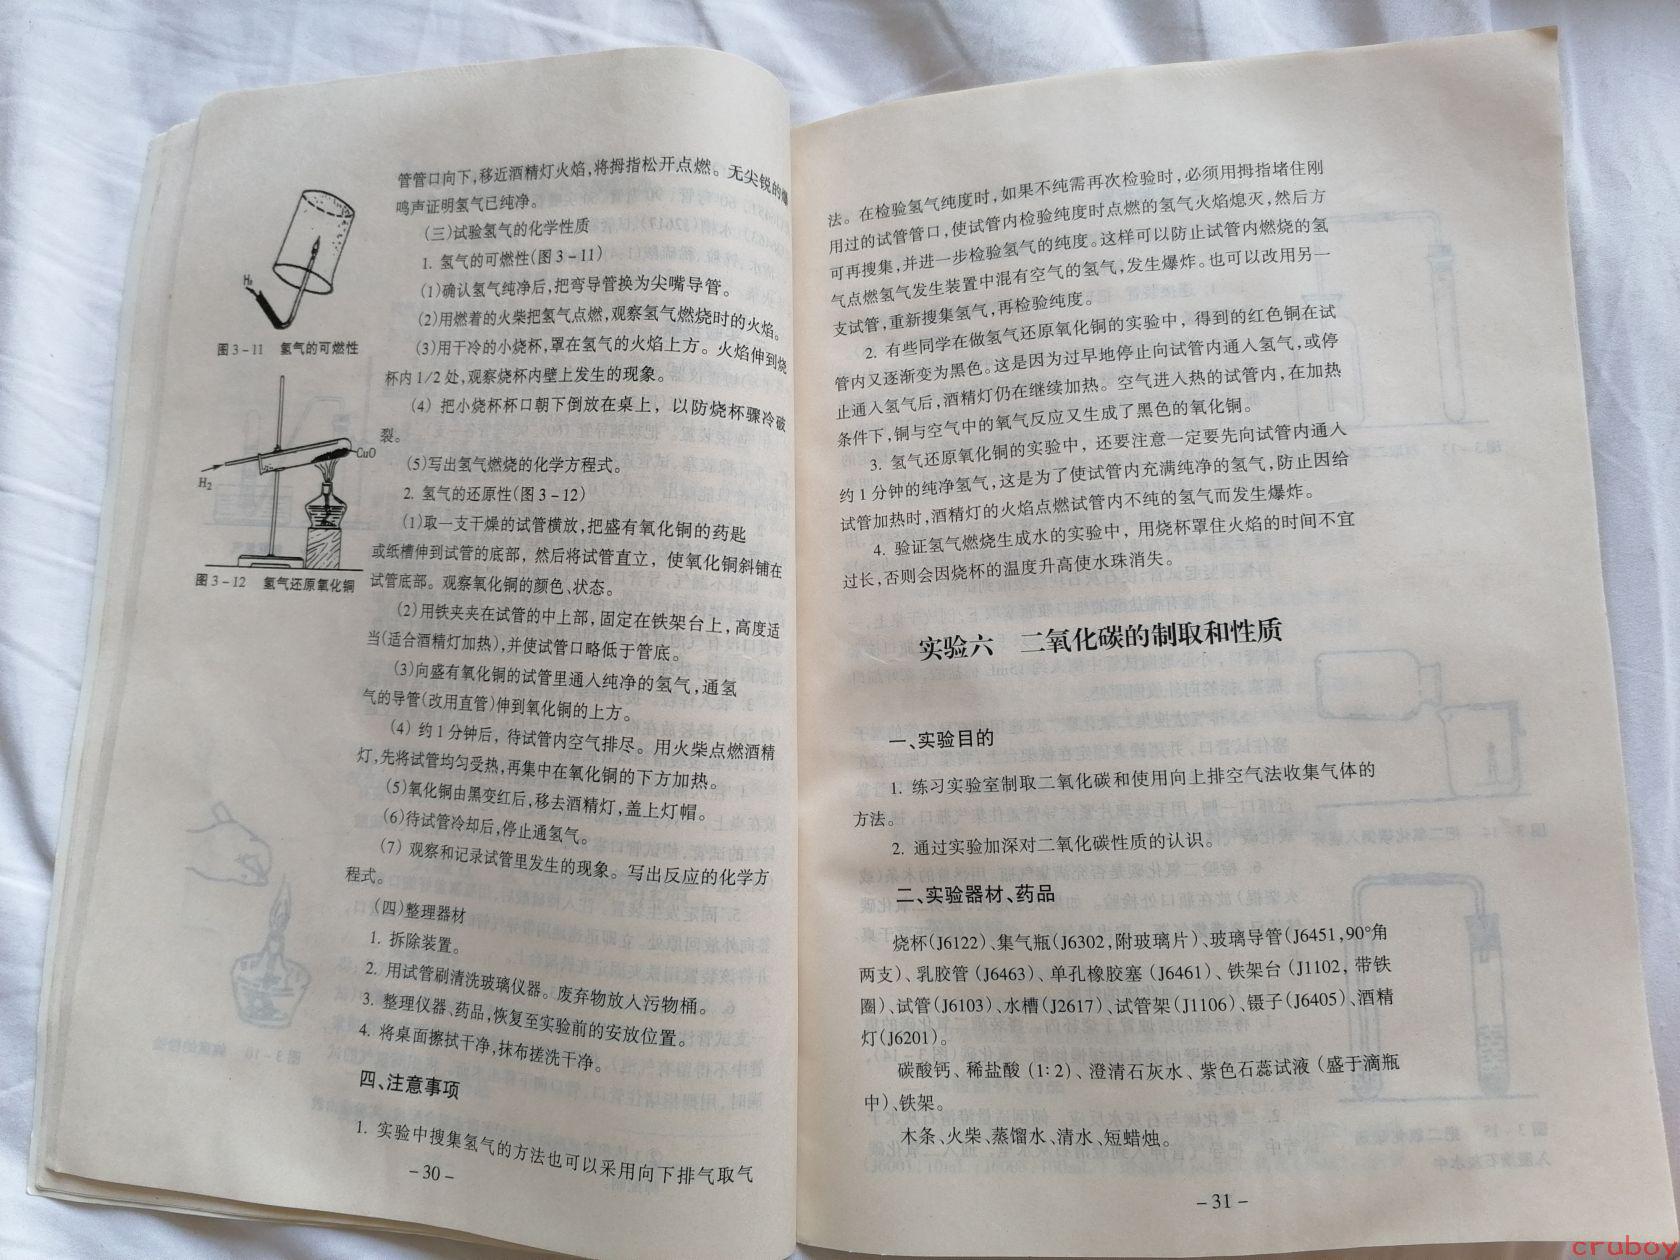 管管口向下,移近酒精灯火焰,将拇指松开点燃。无尖锐的爆
鸣声证明氢气已纯净。
(三)试验氢气的化学性质
1. 氢气的可燃性(图3-11)
(1)确认氢气纯净后,把弯导管换为尖嘴导管。
(2)用燃着的火柴把氢气点燃,观察氢气燃烧时的火焰。
(3)用干冷的小烧杯,罩在氢气的火焰上方。火焰伸到烧
杯内1/2处,观察烧杯内壁上发生的现象。
(4) 把小烧杯杯口朝下倒放在桌上，以防烧杯骤冷破
裂。
(5)写出氢气燃烧的化学方程式。
2. 氢气的还原性(图3-12)
(1)取一支干燥的试管横放,把盛有氧化铜的药匙
或纸槽伸到试管的底部，然后将试管直立，使氧化铜斜铺在
试管底部。观察氧化铜的颜色、状态。
(2)用铁夹夹在试管的中上部，固定在铁架台上，高度适
当(适合酒精灯加热),并使试管口略低于管底。
(3)向盛有氧化铜的试管里通入纯净的氢气,通氢
气的导管(改用直管)伸到氧化铜的上方。
(4) 约1分钟后，待试管内空气排尽。用火柴点燃酒精
灯,先将试管均匀受热,再集中在氧化铜的下方加热。
(5)氧化铜由黑变红后,移去酒精灯,盖上灯帽。
(6)待试管冷却后,停止通氢气。
(7) 观察和记录试管里发生的现象。写出反应的化学方
程式。
(四)整理器材
1. 拆除装置。
2. 用试管刷清洗玻璃仪器。废弃物放入污物桶。
3. 整理仪器、药品,恢复至实验前的安放位置。
4. 将桌面擦拭干净,抹布搓洗干净。
四、注意事项
1. 实验中搜集氢气的方法也可以采用向下排气取气
-30-
H₂
图3-11 氢气的可燃性
CuO
H₂
图3-12 氢气还原氧化铜
法。在检验氢气纯度时,如果不纯需再次检验时,必须用拇指堵住刚
用过的试管管口,使试管内检验纯度时点燃的氢气火焰熄灭,然后方
可再搜集,并进一步检验氢气的纯度。这样可以防止试管内燃烧的氢
气点燃氢气发生装置中混有空气的氢气,发生爆炸。也可以改用另一
支试管,重新搜集氢气,再检验纯度。
2. 有些同学在做氢气还原氧化铜的实验中，得到的红色铜在试
管内又逐渐变为黑色。这是因为过早地停止向试管内通入氢气,或停
止通入氢气后,酒精灯仍在继续加热。空气进入热的试管内,在加热
条件下,铜与空气中的氧气反应又生成了黑色的氧化铜。
3. 氢气还原氧化铜的实验中，还要注意一定要先向试管内通入
约1分钟的纯净的氢气,这是为了使试管内充满纯净的氢气,防止因给
试管加热时,酒精灯的火焰点燃试管内不纯的氢气而发生爆炸。
4. 验证氢气燃烧生成水的实验中，用烧杯罩住火焰的时间不宜
过长,否则会因烧杯的温度升高使水珠消失。
实验六 二氧化碳的制取和性质
一、实验目的
1. 练习实验室制取二氧化碳和使用向上排空气法收集气体的
方法。
2. 通过实验加深对二氧化碳性质的认识。
二、实验器材、药品
烧杯(J6122)、集气瓶(J6302,附玻璃片)、玻璃导管(J6451,90°角
两支)、乳胶管(J6463)、单孔橡胶塞(J6461)、铁架台(J1102,带铁
圈)、试管(J6103)、水槽(J2617)、试管架(J1106)、镊子(J6405)、酒精
灯(J6201)。
碳酸钙、稀盐酸(1:2)、澄清石灰水、紫色石蕊试液(盛于滴瓶
中)、铁架。
木条、火柴、蒸馏水、清水、短蜡烛。
-31-
cruboy